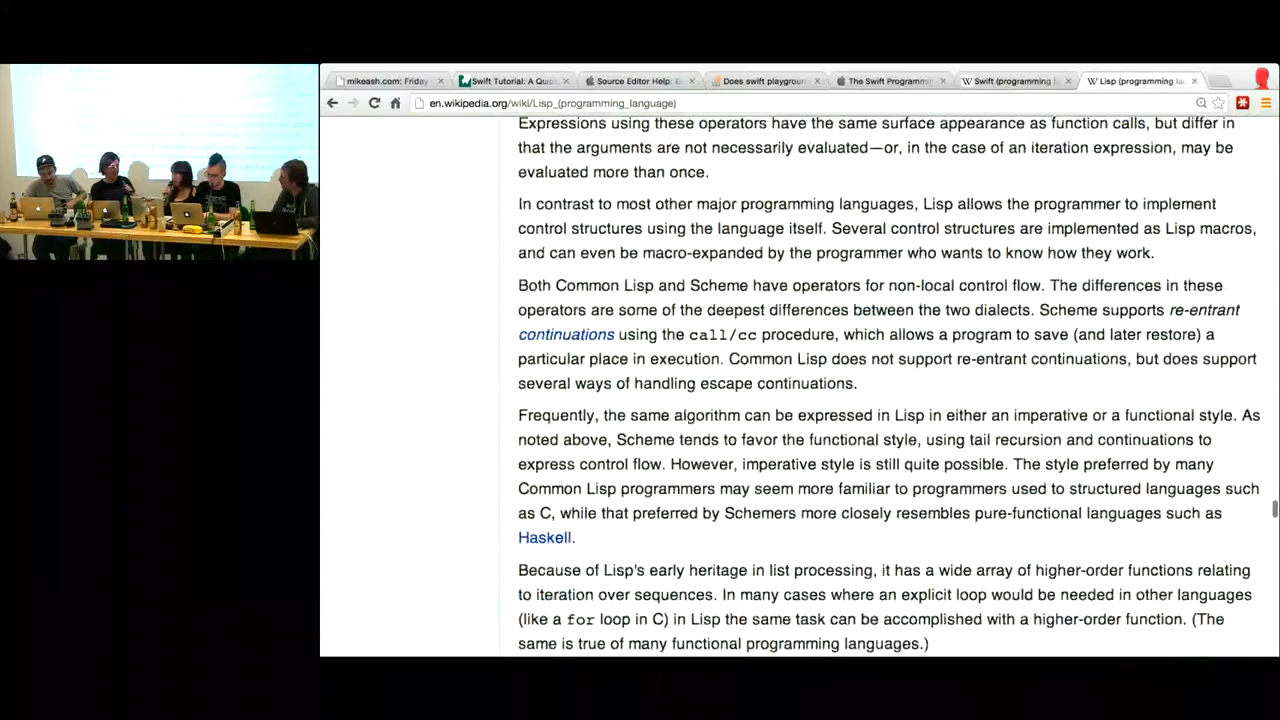 mikeash.com: Friday
Swift Tutorial: A Quic
Source Editor Help:
Does swift playgroun
The Swift Programmi
Swift (programming l
Lisp (programming la
en.wikipedia.org/wiki/Lisp_(programming_language)
Expressions using these operators have the same surface appearance as function calls, but differ in
that the arguments are not necessarily evaluated—or, in the case of an iteration expression, may be
evaluated more than once.
In contrast to most other major programming languages, Lisp allows the programmer to implement
control structures using the language itself. Several control structures are implemented as Lisp macros,
and can even be macro-expanded by the programmer who wants to know how they work.
Both Common Lisp and Scheme have operators for non-local control flow. The differences in these
operators are some of the deepest differences between the two dialects. Scheme supports re-entrant
continuations using the call/cc procedure, which allows a program to save (and later restore) a
particular place in execution. Common Lisp does not support re-entrant continuations, but does support
several ways of handling escape continuations.
Frequently, the same algorithm can be expressed in Lisp in either an imperative or a functional style. As
noted above, Scheme tends to favor the functional style, using tail recursion and continuations to
express control flow. However, imperative style is still quite possible. The style preferred by many
Common Lisp programmers may seem more familiar to programmers used to structured languages such
as C, while that preferred by Schemers more closely resembles pure-functional languages such as
Haskell.
Because of Lisp's early heritage in list processing, it has a wide array of higher-order functions relating
to iteration over sequences. In many cases where an explicit loop would be needed in other languages
(like a for loop in C) in Lisp the same task can be accomplished with a higher-order function. (The
same is true of many functional programming languages.)